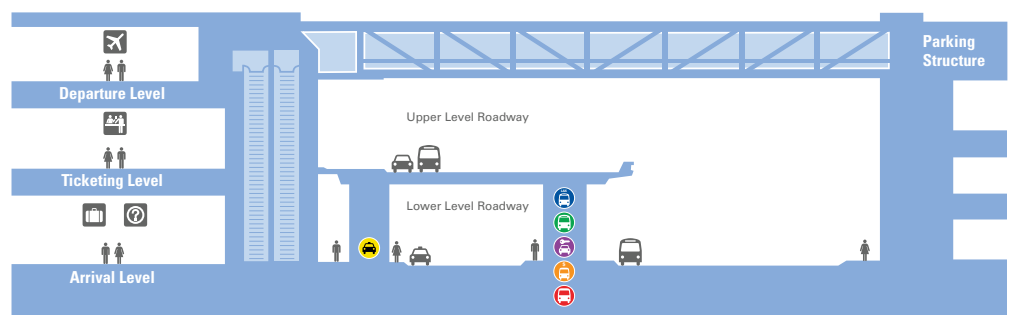 Parking
Structure
Departure Level
Upper Level Roadway
Ticketing Level
Lower Level Roadway
Arrival Level